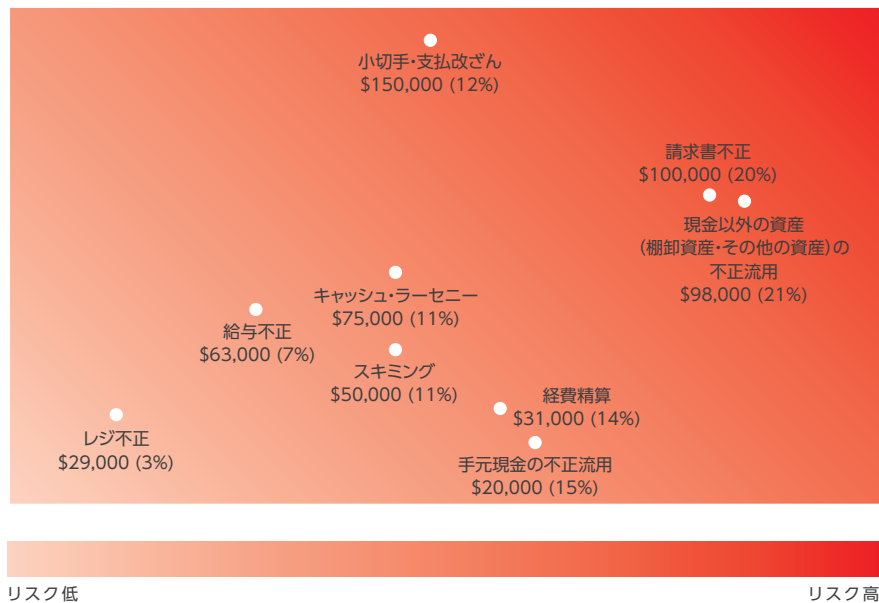 小切手・支払改ざん
$150,000 (12%)
請求書不正
$100,000 (20%)
現金以外の資産
(棚卸資産・その他の資産)の
不正流用
$98,000 (21%)
キャッシュ・ラーセニー
$75,000 (11%)
給与不正
$63,000 (7%)
スキミング
$50,000 (11%)
経費精算
$31,000 (14%)
レジ不正
$29,000 (3%)
手元現金の不正流用
$20,000 (15%)
リスク低
リスク高